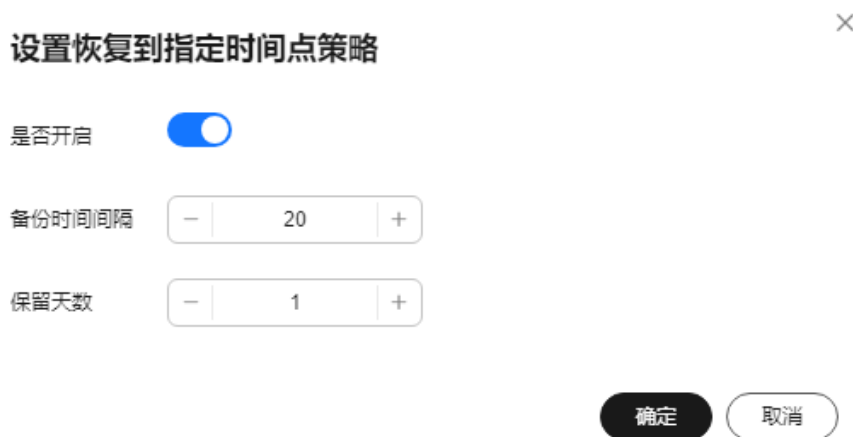 设置恢复到指定时间点策略
是否开启
备份时间间隔 − 20 +
保留天数 − 1 +
确定 取消